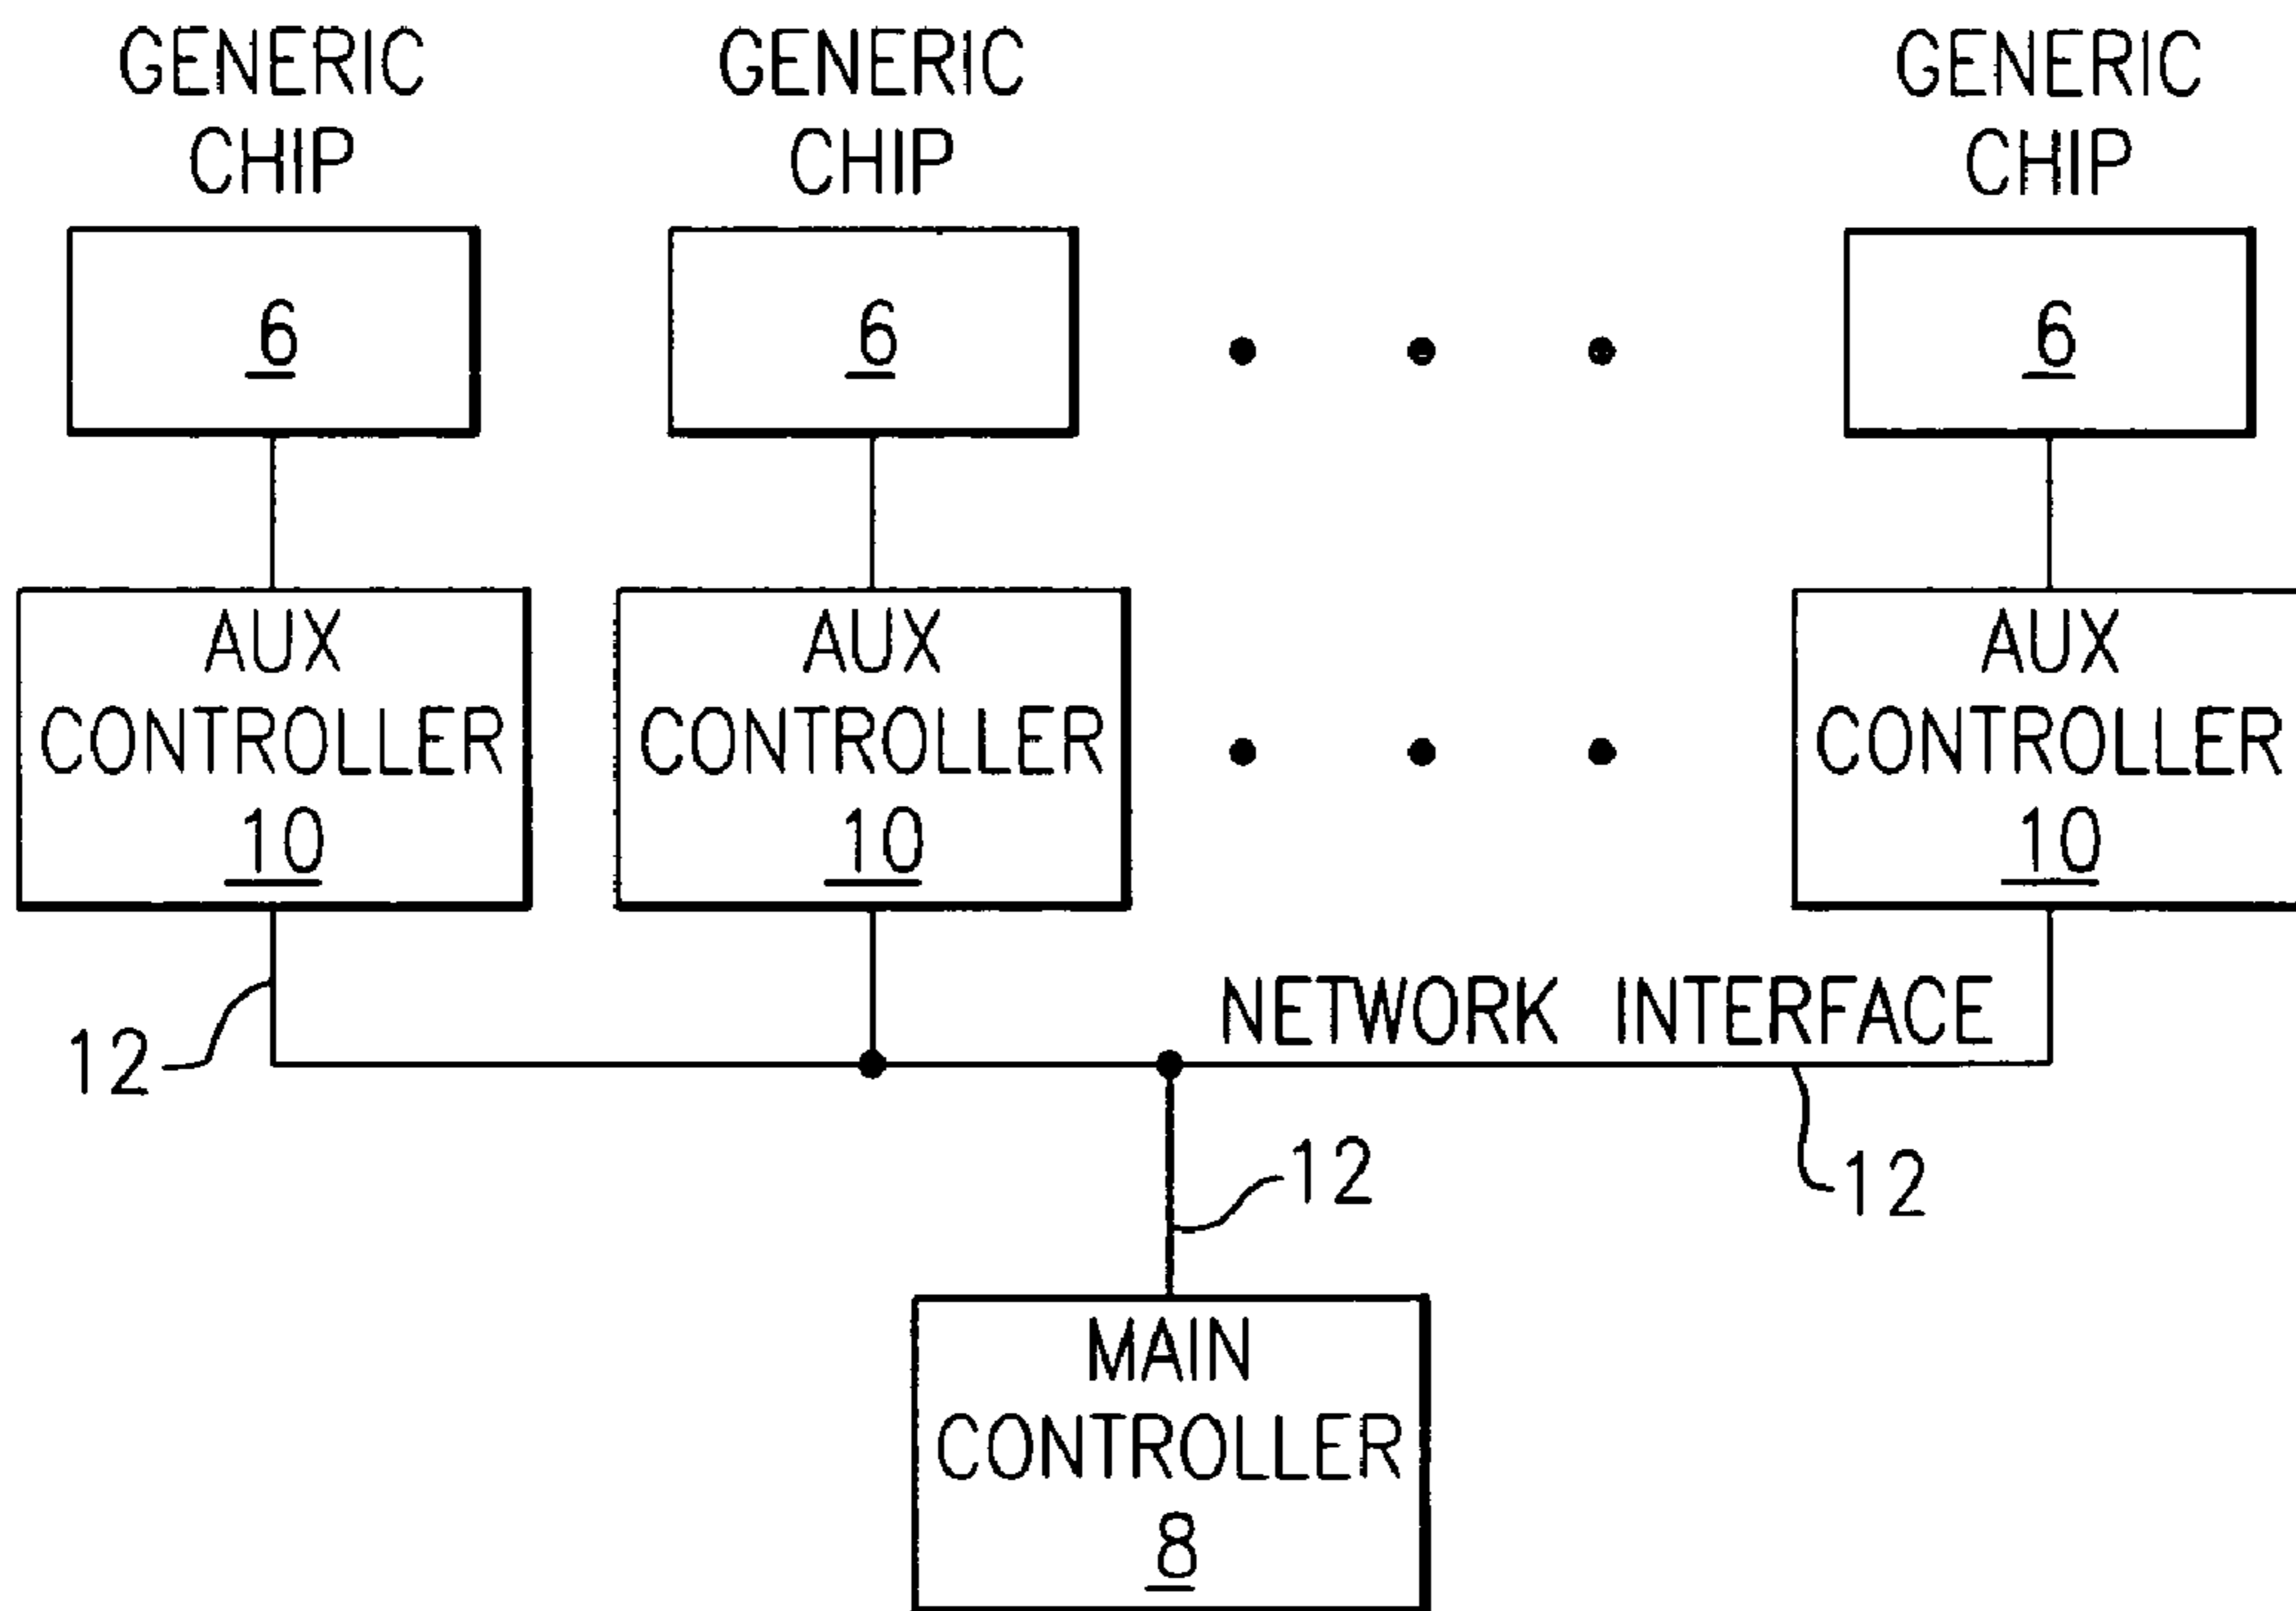 GENERIC CHIP
GENERIC CHIP
GENERIC CHIP
6
6
6
AUX CONTROLLER 10
AUX CONTROLLER 10
AUX CONTROLLER 10
NETWORK INTERFACE
12
12
12
MAIN CONTROLLER 8